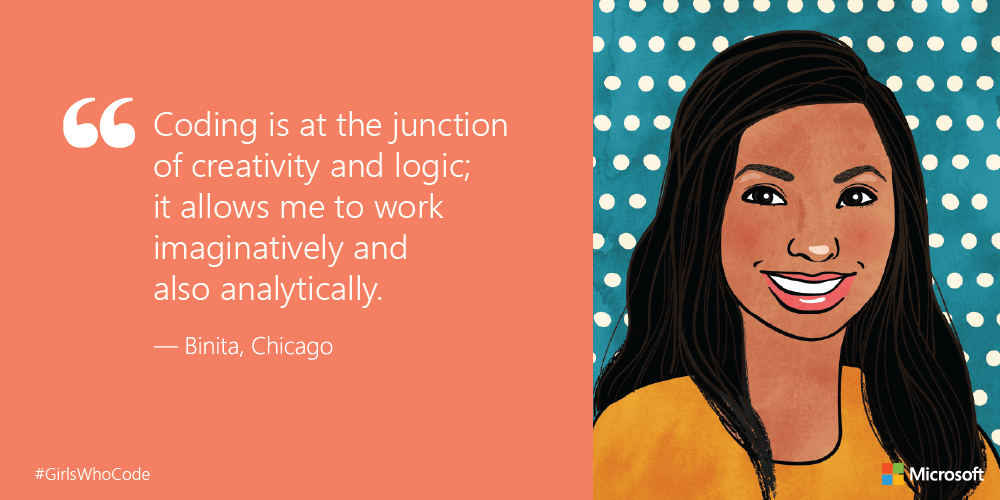 “
Coding is at the junction
of creativity and logic;
it allows me to work
imaginatively and
also analytically.
— Binita, Chicago
#GirlsWhoCode
Microsoft